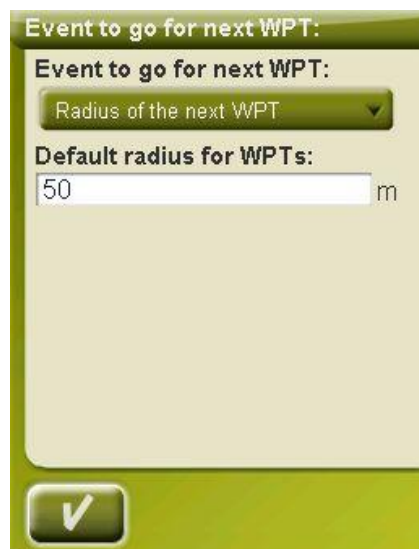 Event to go for next WPT:
Event to go for next WPT:
Radius of the next WPT
Default radius for WPTs:
50 m